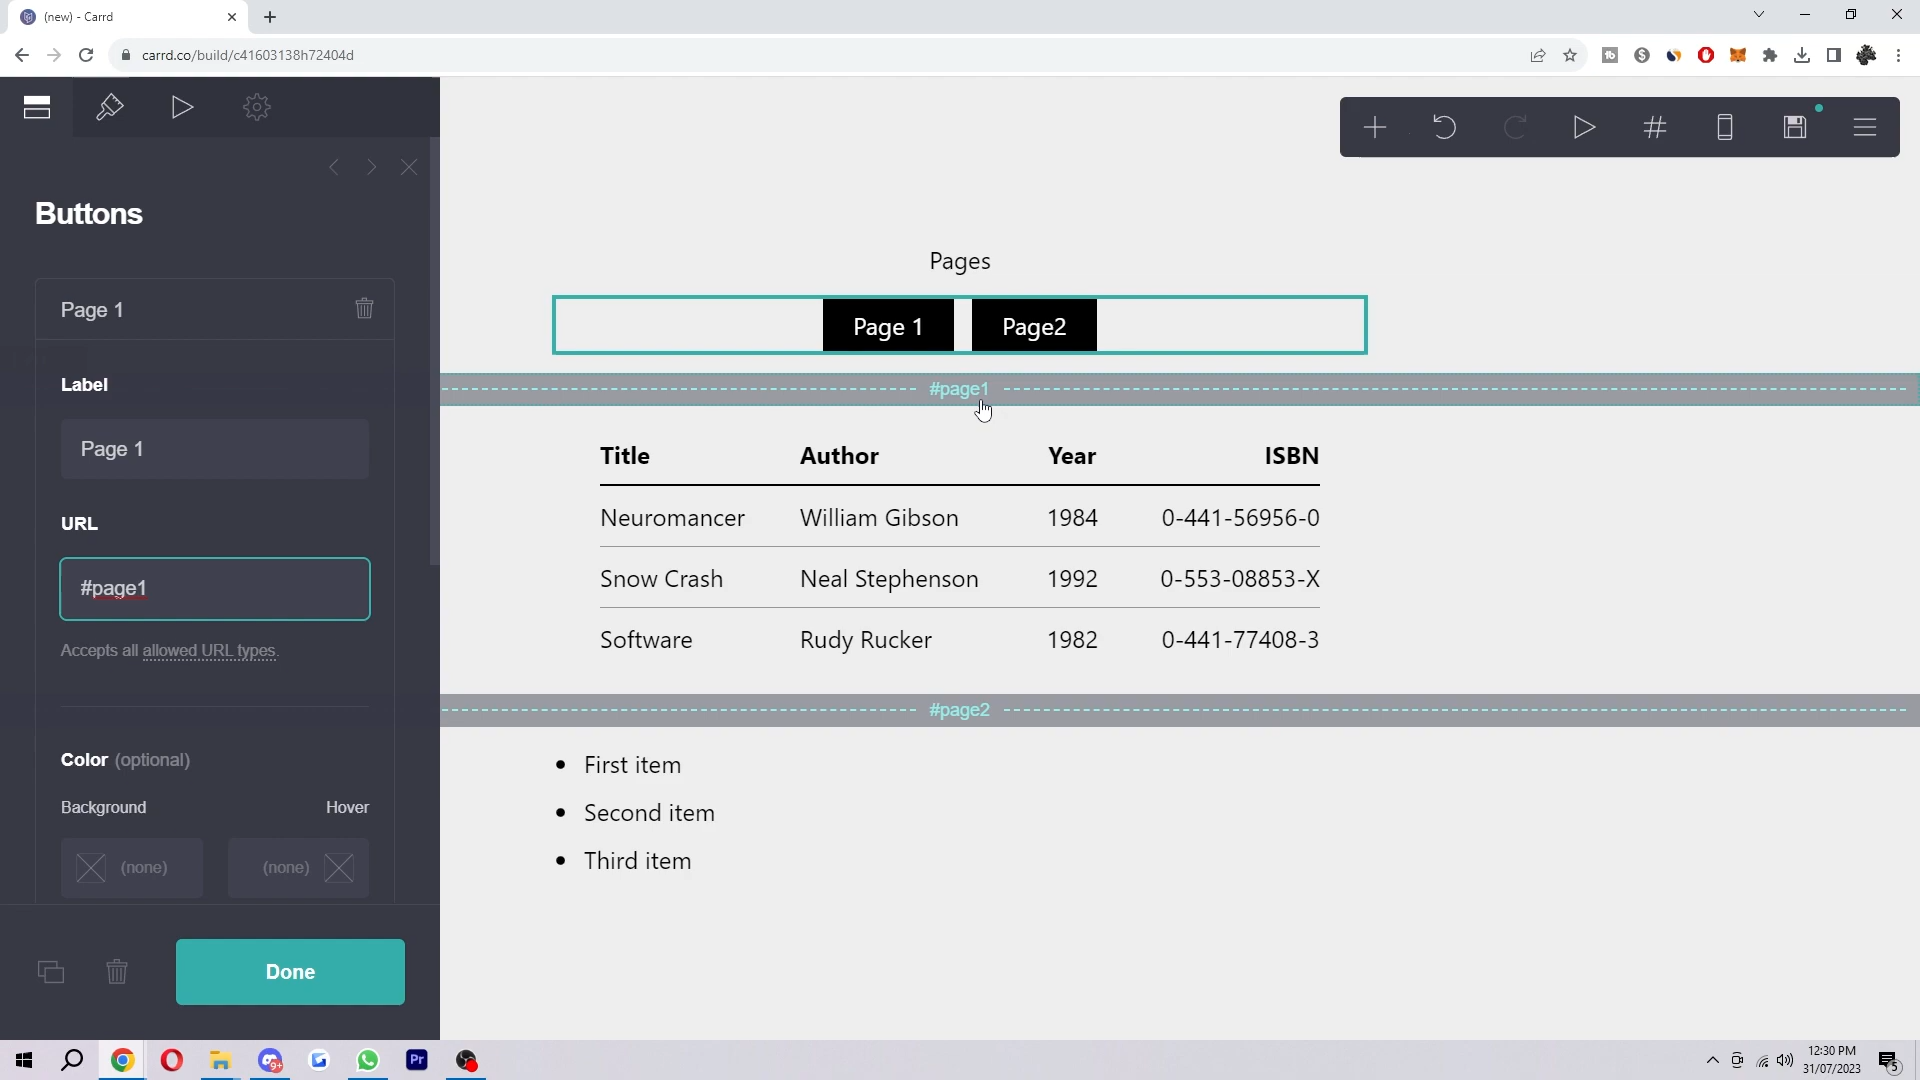 (new) - Carrd
carrd.co/build/c41603138h72404d
Buttons
Page 1
Label
Page 1
URL
#page1
Accepts all allowed URL types.
Color (optional)
Background Hover
(none) (none)
Done
Pages
Page 1 Page2
#page1
Title Author Year ISBN
Neuromancer William Gibson 1984 0-441-56956-0
Snow Crash Neal Stephenson 1992 0-553-08853-X
Software Rudy Rucker 1982 0-441-77408-3
#page2
• First item
• Second item
• Third item
9+
Pr
12:30 PM
31/07/2023
5